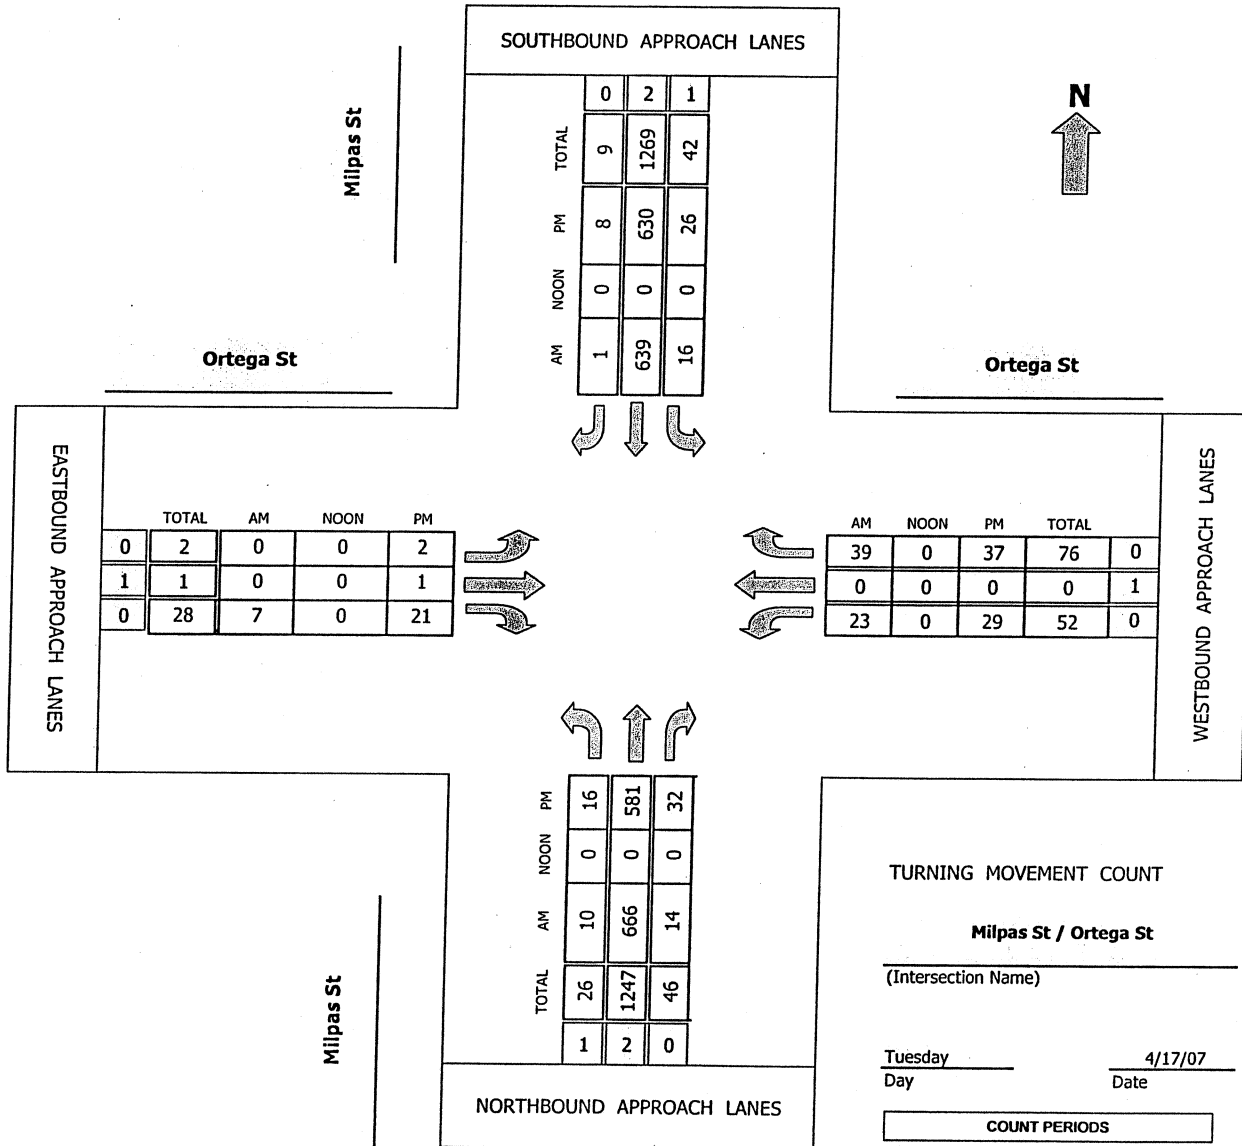 SOUTHBOUND APPROACH LANES
0 2 1
TOTAL 9 1269 42
PM 8 630 26
NOON 0 0 0
AM 1 639 16
Milpas St
N
Ortega St
Ortega St
EASTBOUND APPROACH LANES
TOTAL AM NOON PM
0 2 0 0 2
1 1 0 0 1
0 28 7 0 21
AM NOON PM TOTAL
39 0 37 76 0
0 0 0 0 1
23 0 29 52 0
WESTBOUND APPROACH LANES
PM 16 581 32
NOON 0 0 0
AM 10 666 14
TOTAL 26 1247 46
1 2 0
NORTHBOUND APPROACH LANES
Milpas St
TURNING MOVEMENT COUNT
Milpas St / Ortega St
(Intersection Name)
Tuesday 4/17/07
Day Date
COUNT PERIODS